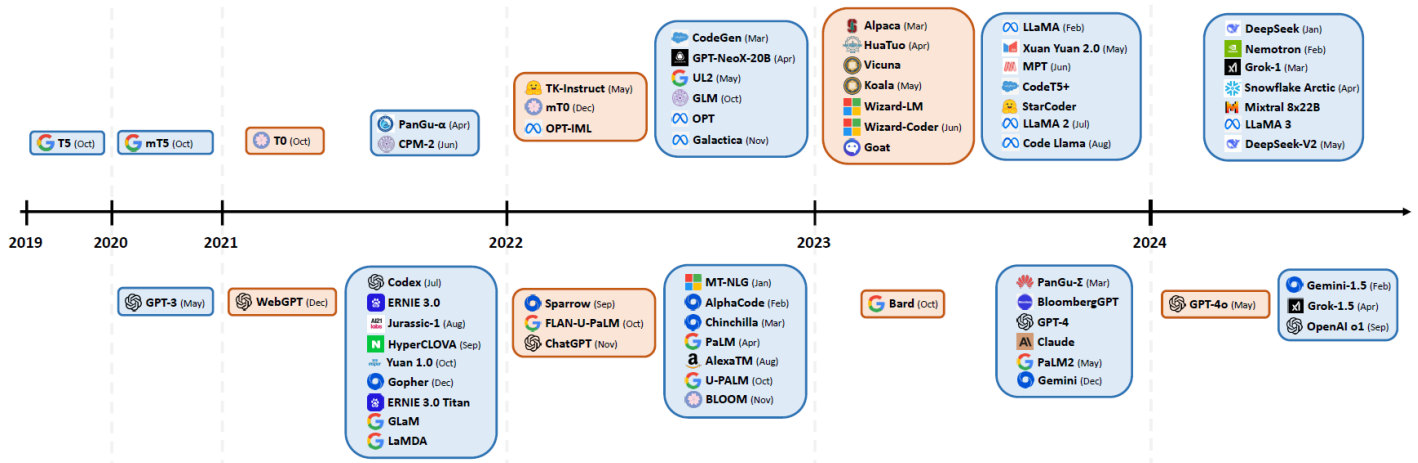 T5 (Oct)
mT5 (Oct)
T0 (Oct)
PanGu-α (Apr)
CPM-2 (Jun)
TK-Instruct (May)
mT0 (Dec)
OPT-IML
CodeGen (Mar)
GPT-NeoX-20B (Apr)
UL2 (May)
GLM (Oct)
OPT
Galactica (Nov)
Alpaca (Mar)
HuaTuo (Apr)
Vicuna
Koala (May)
Wizard-LM
Wizard-Coder (Jun)
Goat
LLaMA (Feb)
Xuan Yuan 2.0 (May)
MPT (Jun)
CodeT5+
StarCoder
LLaMA 2 (Jul)
Code Llama (Aug)
DeepSeek (Jan)
Nemotron (Feb)
Grok-1 (Mar)
Snowflake Arctic (Apr)
Mixtral 8x22B
LLaMA 3
DeepSeek-V2 (May)
2019
2020
2021
2022
2023
2024
GPT-3 (May)
WebGPT (Dec)
Codex (Jul)
ERNIE 3.0
AI21 labs Jurassic-1 (Aug)
HyperCLOVA (Sep)
Yuan 1.0 (Oct)
Gopher (Dec)
ERNIE 3.0 Titan
GLaM
LaMDA
Sparrow (Sep)
FLAN-U-PaLM (Oct)
ChatGPT (Nov)
MT-NLG (Jan)
AlphaCode (Feb)
Chinchilla (Mar)
PaLM (Apr)
AlexaTM (Aug)
U-PALM (Oct)
BLOOM (Nov)
Bard (Oct)
PanGu-Σ (Mar)
BloombergGPT
GPT-4
Claude
PaLM2 (May)
Gemini (Dec)
GPT-4o (May)
Gemini-1.5 (Feb)
Grok-1.5 (Apr)
OpenAI o1 (Sep)